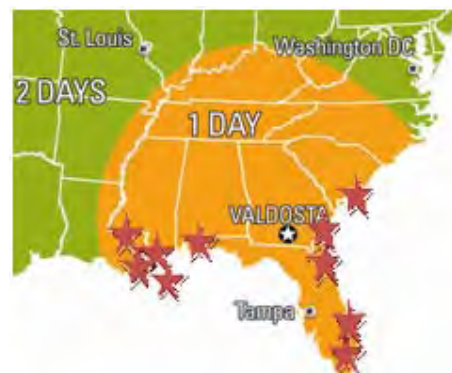 St. Louis
Washington DC
2 DAYS
1 DAY
VALDOSTA
Tampa